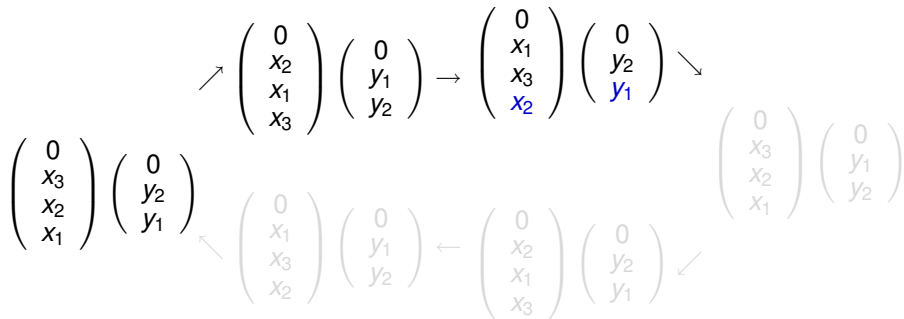 ( 0 x₃ x₂ x₁ ) ( 0 y₂ y₁ )
↗
( 0 x₂ x₁ x₃ ) ( 0 y₁ y₂ )
→
( 0 x₁ x₃ x₂ ) ( 0 y₂ y₁ )
↘
( 0 x₃ x₂ x₁ ) ( 0 y₁ y₂ )
↙
( 0 x₂ x₁ x₃ ) ( 0 y₂ y₁ )
←
( 0 x₁ x₃ x₂ ) ( 0 y₁ y₂ )
↖